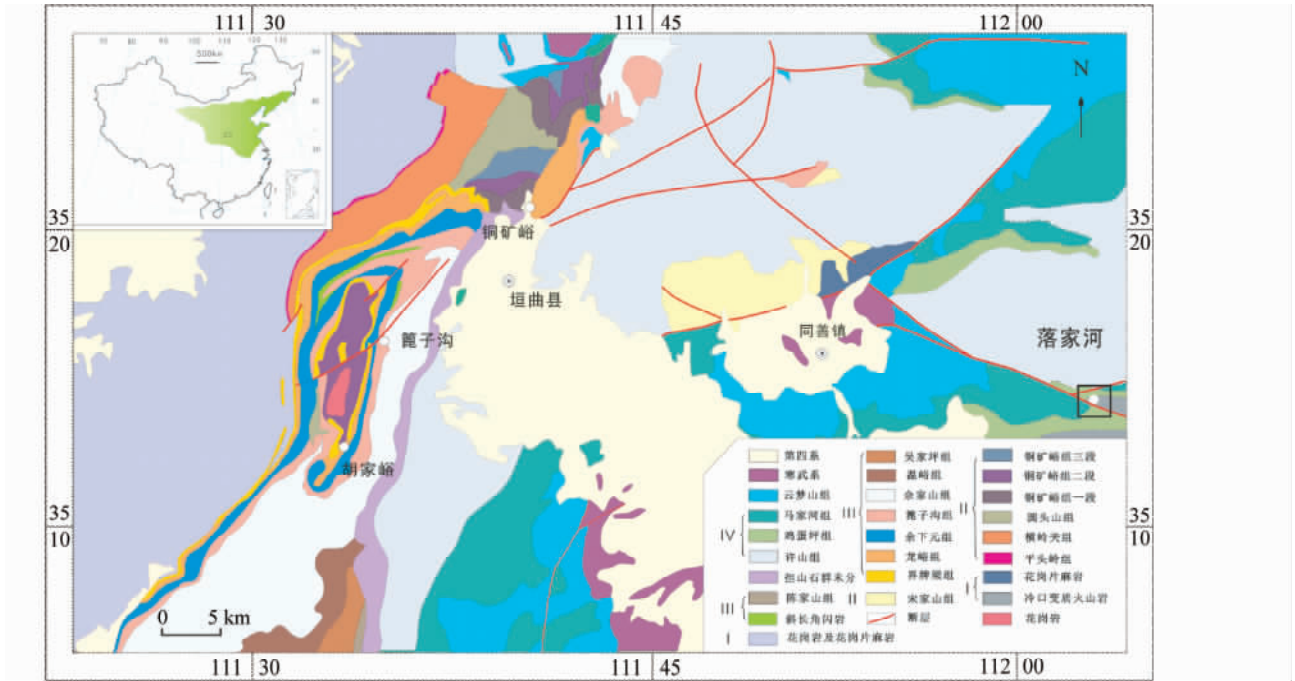 111 30
111 45
112 00
70
80
90
100
110
120
130
500km
N
35
20
35
20
铜矿峪
垣曲县
同善镇
篦子沟
落家河
胡家峪
35
10
35
10
0
5 km
第四系
吴家坪组
铜矿峪组三段
寒武系
温峪组
铜矿峪组二段
云梦山组
余家山组
铜矿峪组一段
马家河组
III
篦子沟组
II
圆头山组
IV
鸡蛋坪组
余下元组
横岭关组
许山组
龙峪组
平头岭组
担山石群未分
界牌梁组
I
花岗片麻岩
III
陈家山组
II
宋家山组
冷口变质火山岩
斜长角闪岩
断层
花岗岩
I
花岗岩及花岗片麻岩
111 30
111 45
112 00